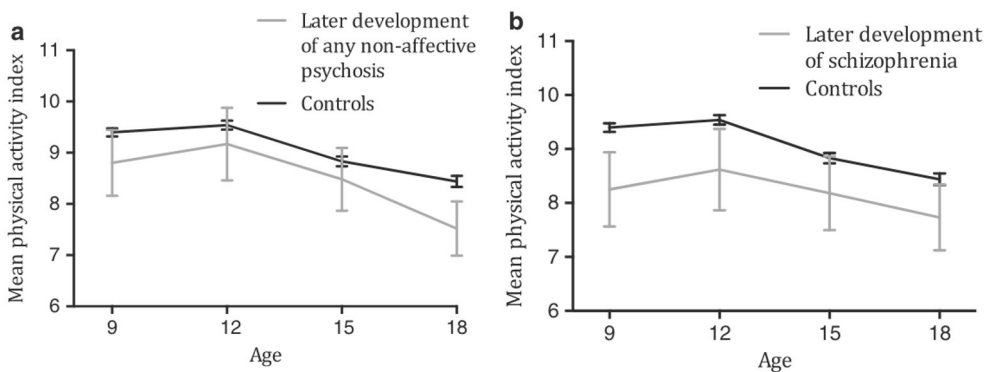 a
Later development
of any non-affective
psychosis
Controls
Mean physical activity index
11
10
9
8
7
6
9 12 15 18
Age
b
Later development
of schizophrenia
Controls
Mean physical activity index
11
10
9
8
7
6
9 12 15 18
Age